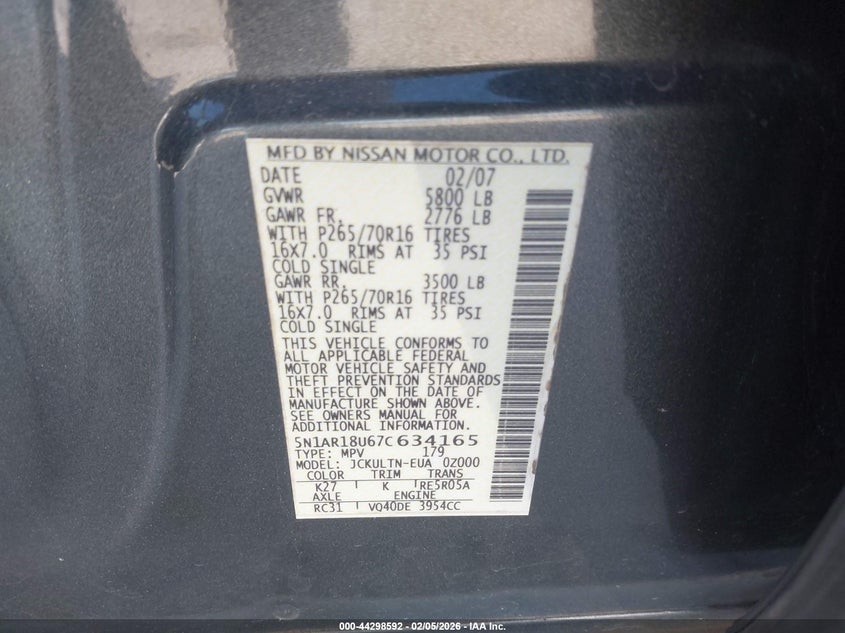 MFD BY NISSAN MOTOR CO., LTD.
DATE 02/07
GVWR 5800 LB
GAWR FR. 2776 LB
WITH P265/70R16 TIRES
16X7.0 RIMS AT 35 PSI
COLD SINGLE
GAWR RR. 3500 LB
WITH P265/70R16 TIRES
16X7.0 RIMS AT 35 PSI
COLD SINGLE
THIS VEHICLE CONFORMS TO
ALL APPLICABLE FEDERAL
MOTOR VEHICLE SAFETY AND
THEFT PREVENTION STANDARDS
IN EFFECT ON THE DATE OF
MANUFACTURE SHOWN ABOVE.
SEE OWNERS MANUAL FOR
ADDITIONAL INFORMATION.
5N1AR18U67C634165
TYPE: MPV 179
MODEL: JCKULTN-EUA 0Z000
COLOR TRIM TRANS
K27 K RE5R05A
AXLE ENGINE
RC31 VQ40DE 3954CC
000-44298592 - 02/05/2026 - IAA Inc.